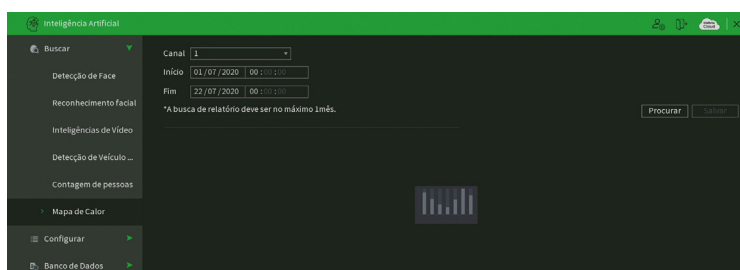 Inteligência Artificial
Cloud
Buscar
Detecção de Face
Reconhecimento facial
Inteligências de Vídeo
Detecção de Veículo ...
Contagem de pessoas
Mapa de Calor
Configurar
Banco de Dados
Canal 1
Início 01/07/2020 00:00:00
Fim 22/07/2020 00:00:00
*A busca de relatório deve ser no máximo 1mês.
Procurar Salvar